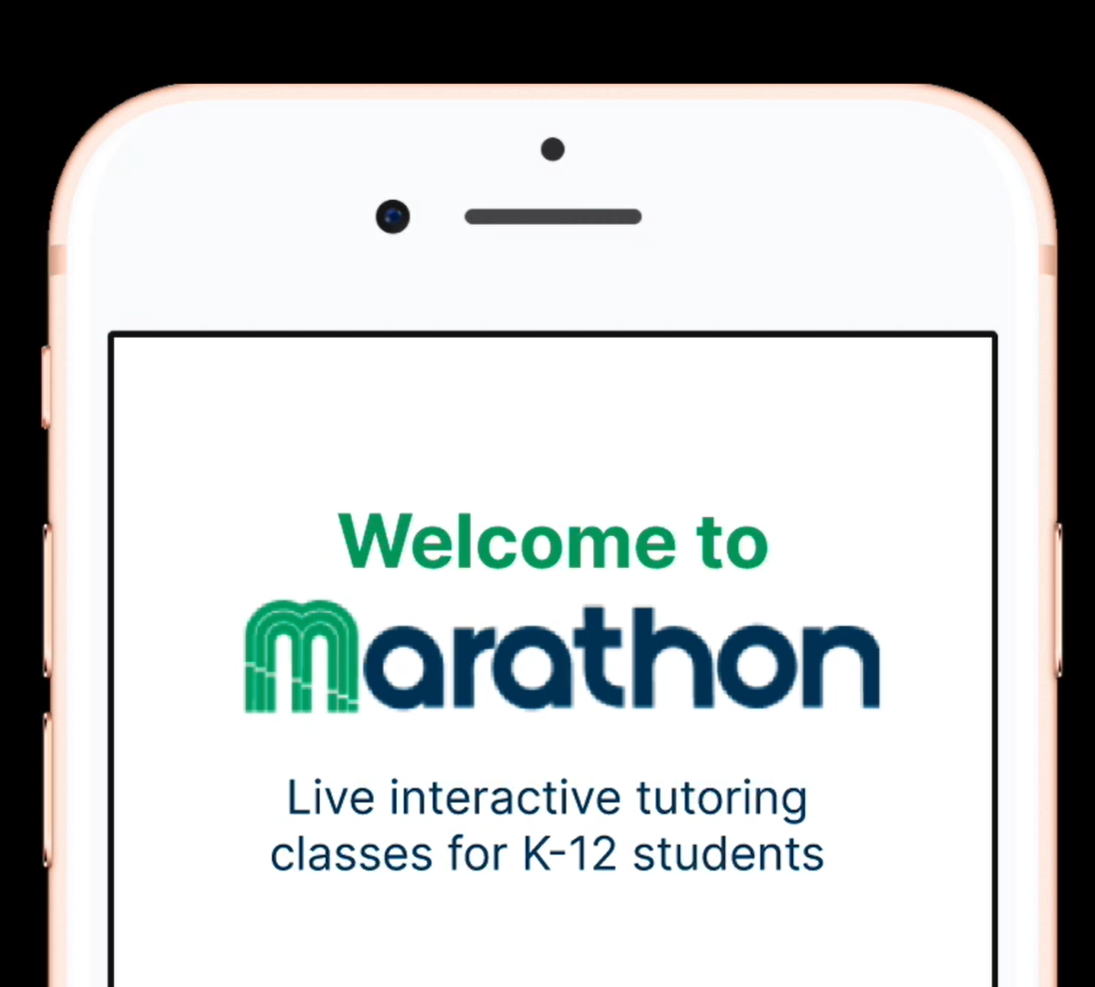 Welcome to
marathon
Live interactive tutoring
classes for K-12 students